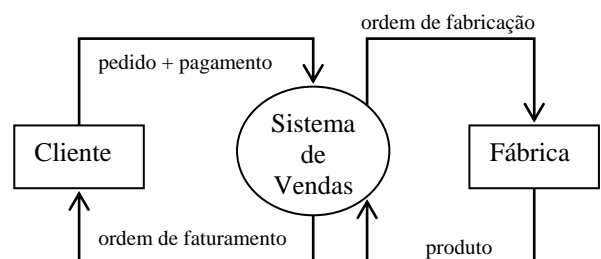 ordem de fabricação
pedido + pagamento
Cliente
Sistema
de
Vendas
Fábrica
ordem de faturamento
produto